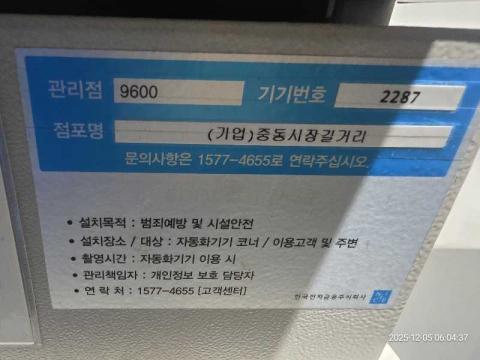 관리점 9600 기기번호 2287
점포명 (기업)중동시장길거리
문의사항은 1577-4655로 연락주십시오.
• 설치목적 : 범죄예방 및 시설안전
• 설치장소 / 대상 : 자동화기기 코너 / 이용고객 및 주변
• 촬영시간 : 자동화기기 이용 시
• 관리책임자 : 개인정보 보호 담당자
• 연 락 처 : 1577-4655 [고객센터]
한국전자금융주식회사
2025-12-05 06:04:37